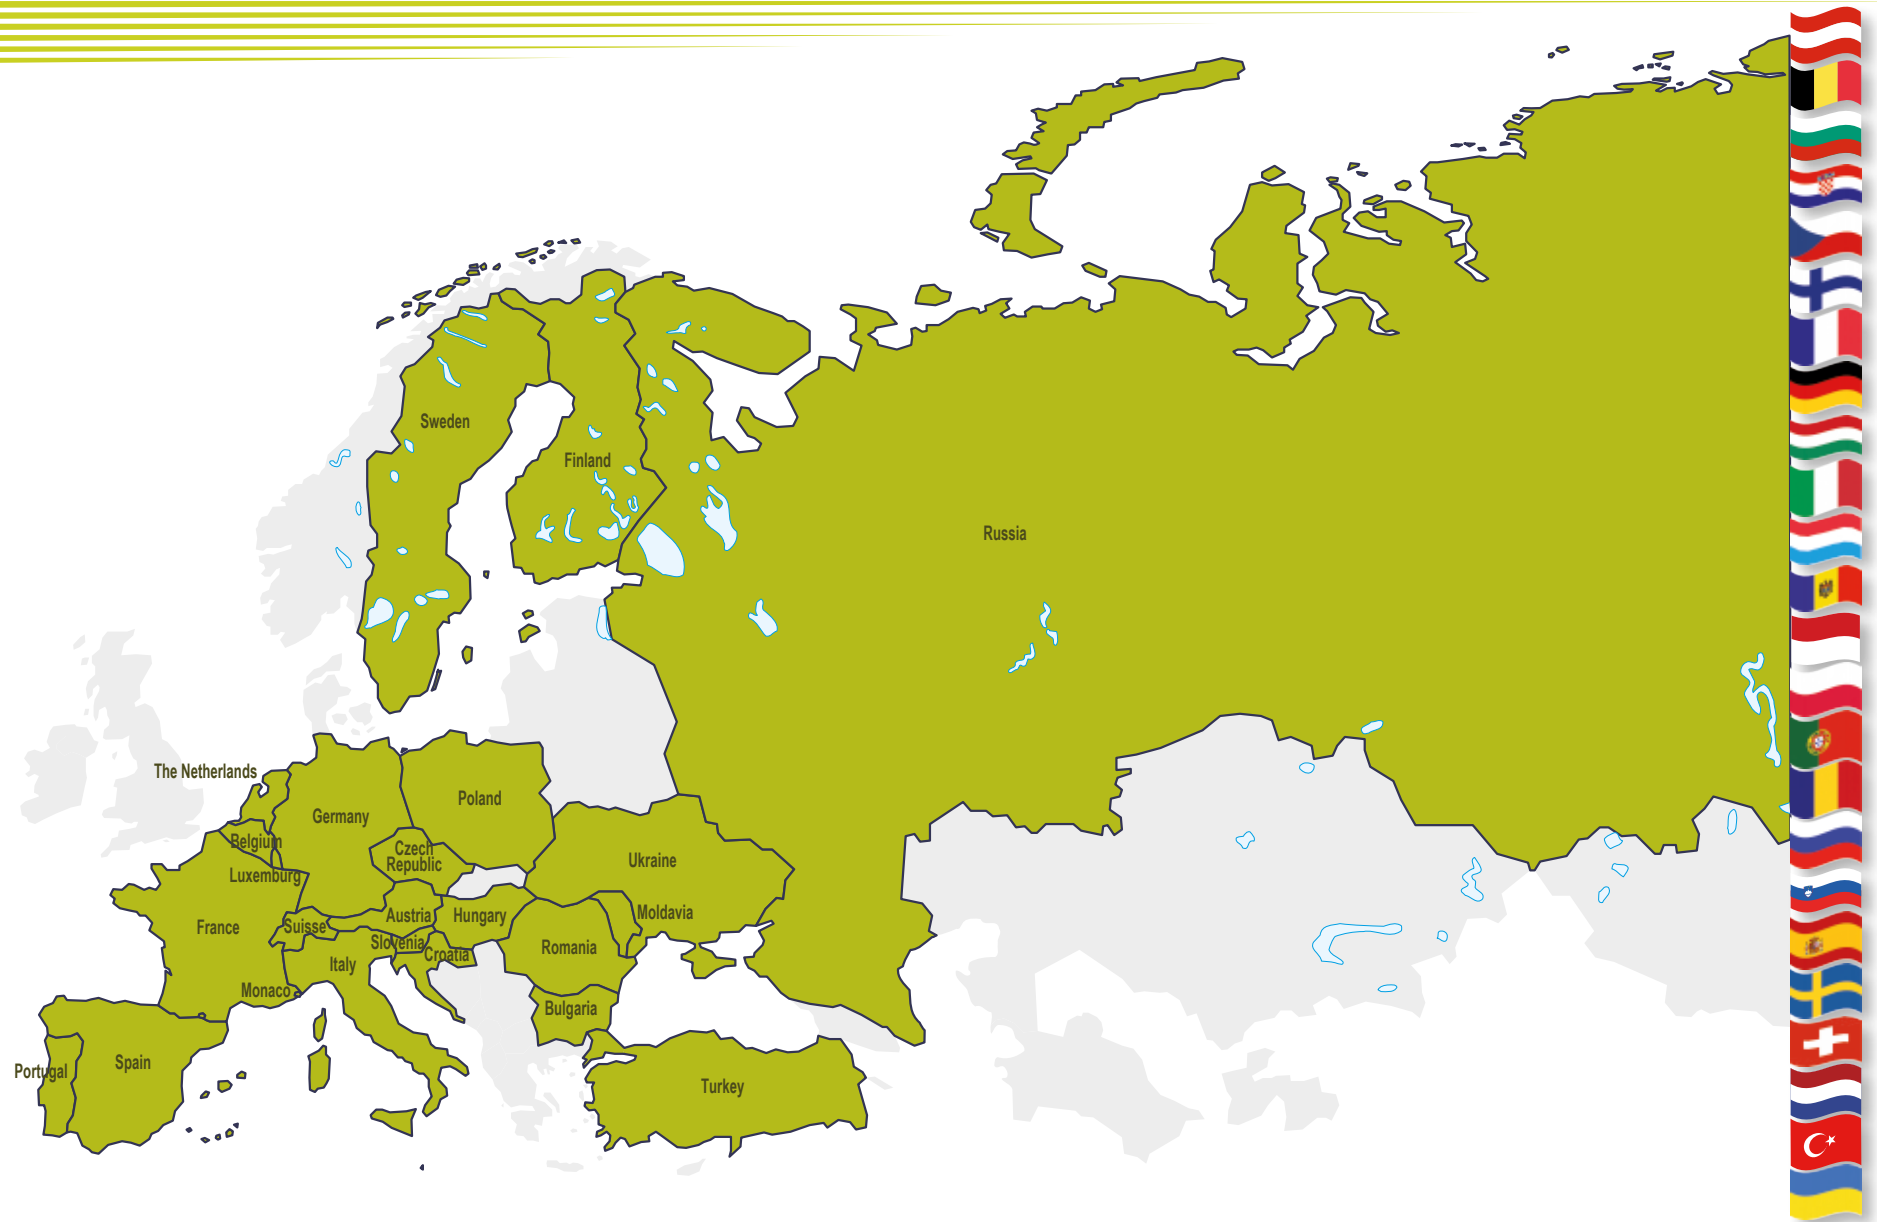 Sweden
Finland
Russia
The Netherlands
Poland
Germany
Belgium
Czech
Republic
Ukraine
Luxemburg
Austria
Hungary
Moldavia
France
Suisse
Slovenia
Romania
Croatia
Italy
Monaco
Bulgaria
Spain
Portugal
Turkey